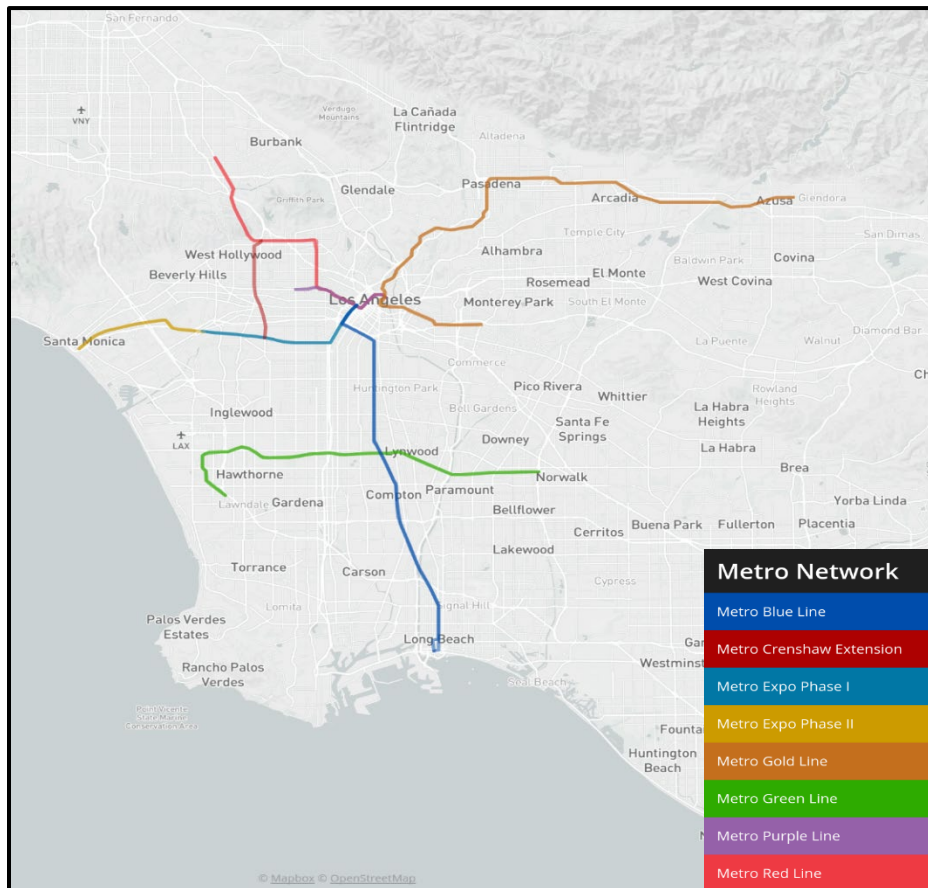 San Fernando
VNY
Burbank
Verdugo
Mountains
La Cañada
Flintridge
Altadena
Glendale
Pasadena
Griffith Park
Arcadia
Azusa
Glendora
West Hollywood
Temple City
San Dimas
Beverly Hills
Alhambra
Baldwin Park
Covina
El Monte
Rosemead
West Covina
Los Angeles
Monterey Park
South El Monte
Santa Monica
Diamond Bar
La Puente
Walnut
Commerce
Huntington Park
Pico Rivera
Whittier
Rowland
Heights
Ch
Inglewood
Bell Gardens
La Habra
Heights
Santa Fe
Springs
LAX
Downey
Lynwood
La Habra
Hawthorne
Norwalk
Brea
Lawndale
Gardena
Compton
Paramount
Yorba Linda
Bellflower
Cerritos
Buena Park
Fullerton
Placentia
Lakewood
Torrance
Carson
Cypress
Lomita
Signal Hill
Palos Verdes
Estates
Long Beach
Gar
Rancho Palos
Verdes
Westminst
Seal Beach
Point Vicente
State Marine
Conservation Area
Founta
Huntington
Beach
Metro Network
Metro Blue Line
Metro Crenshaw Extension
Metro Expo Phase I
Metro Expo Phase II
Metro Gold Line
Metro Green Line
Metro Purple Line
Metro Red Line
© Mapbox © OpenStreetMap